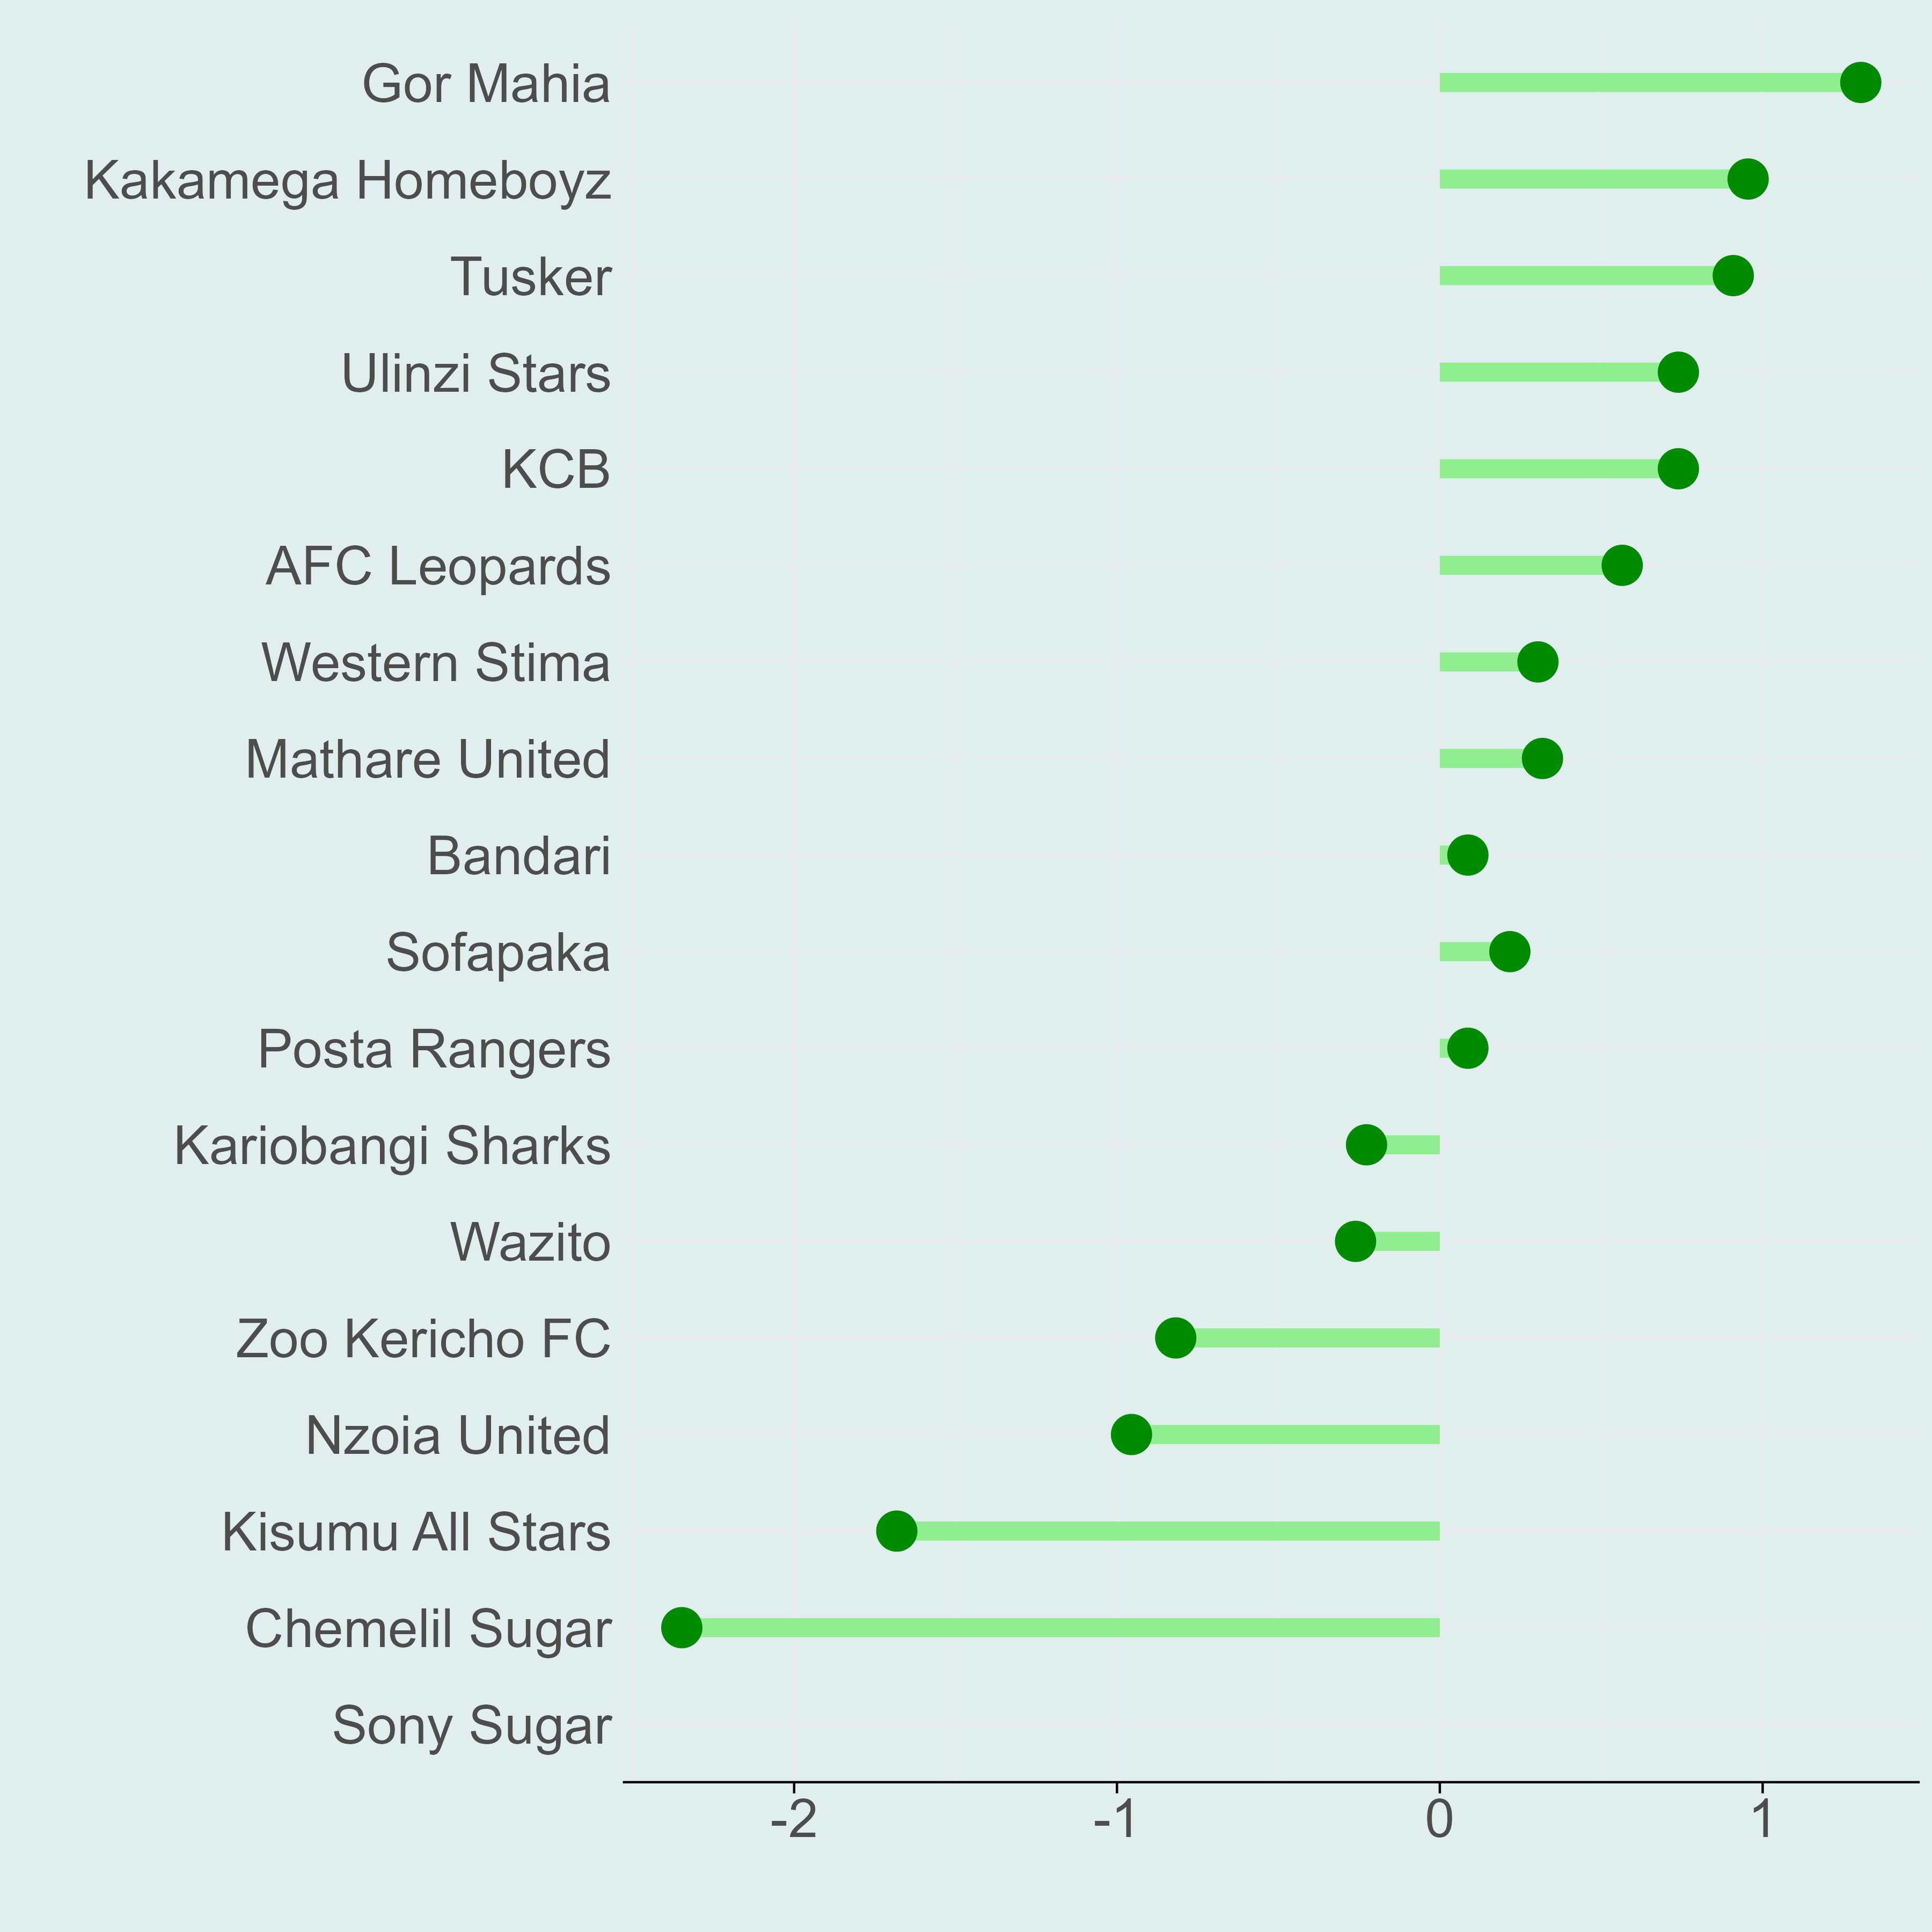 Gor Mahia
Kakamega Homeboyz
Tusker
Ulinzi Stars
KCB
AFC Leopards
Western Stima
Mathare United
Bandari
Sofapaka
Posta Rangers
Kariobangi Sharks
Wazito
Zoo Kericho FC
Nzoia United
Kisumu All Stars
Chemelil Sugar
Sony Sugar
-2 -1 0 1